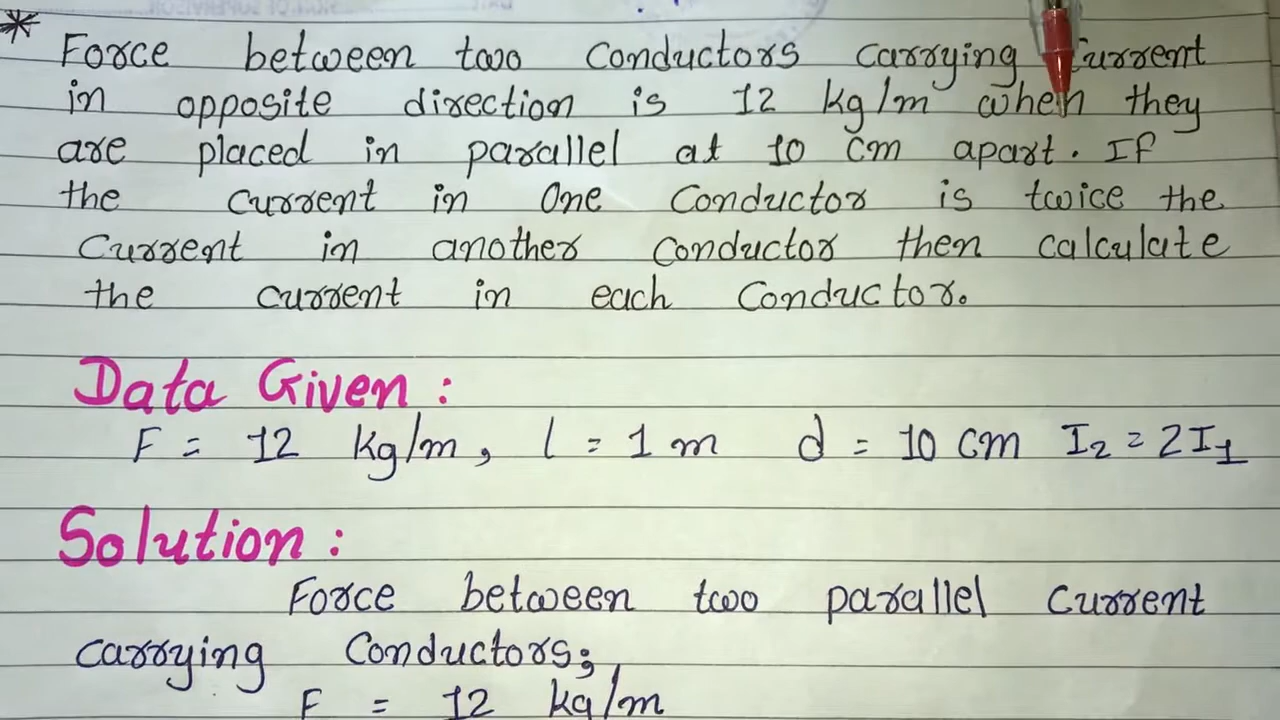 * Force between two Conductors carrying Current
in opposite direction is 12 kg/m when they
are placed in parallel at 10 cm apart. If
the current in One Conductor is twice the
Current in another Conductor then calculate
the current in each Conductor.
Data Given :
F = 12 kg/m, l = 1 m d = 10 cm I₂ = 2I₁
Solution :
Force between two parallel Current
carrying Conductors;
F = 12 kg/m